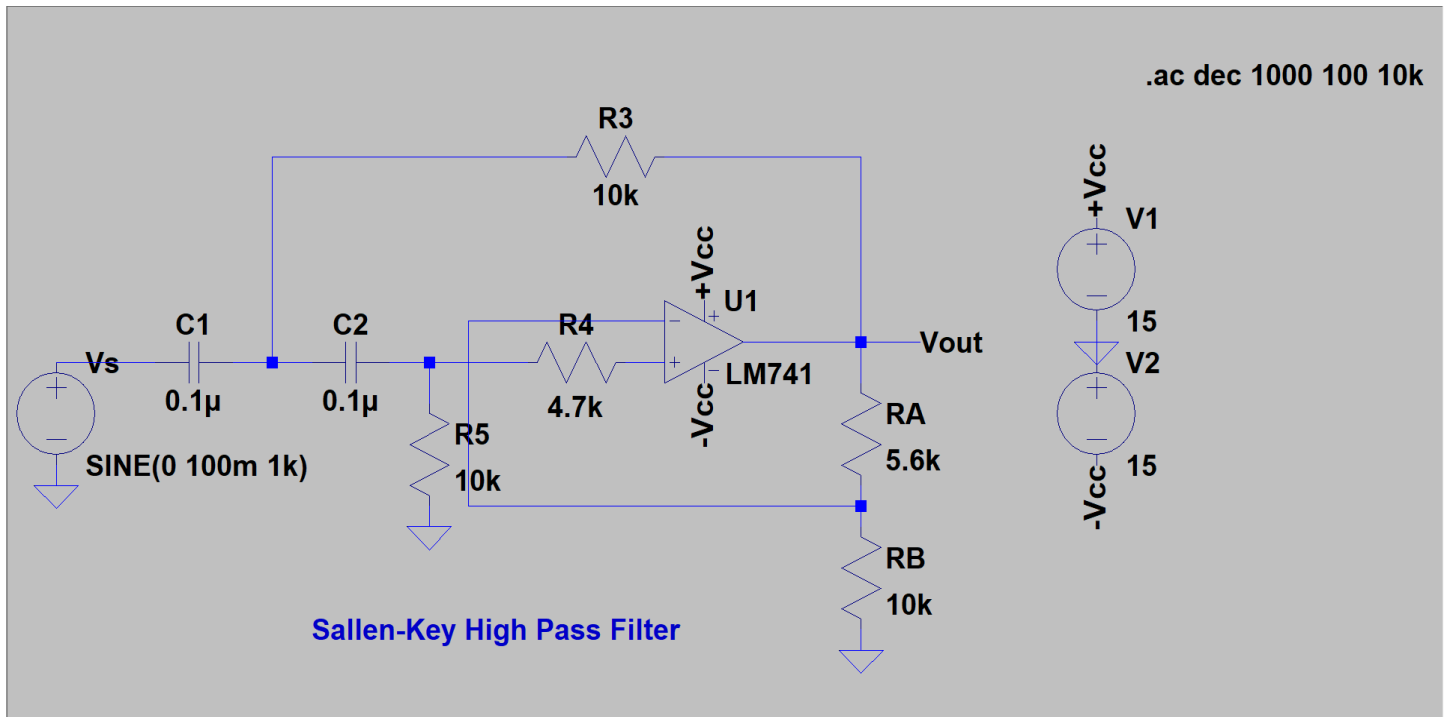 .ac dec 1000 100 10k
R3
10k
+Vcc
V1
15
+Vcc
U1
LM741
-Vcc
C1
0.1µ
C2
0.1µ
R4
4.7k
Vs
SINE(0 100m 1k)
R5
10k
Vout
RA
5.6k
RB
10k
V2
15
-Vcc
Sallen-Key High Pass Filter